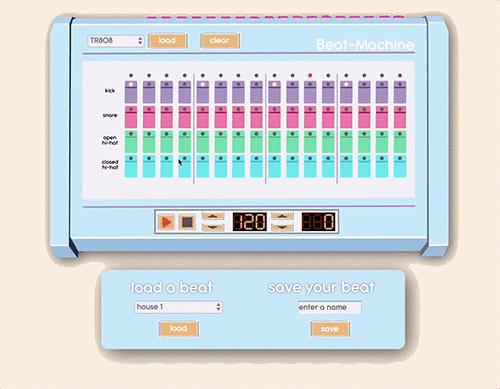 TR808
load
clear
Beat-Machine
kick
snare
open
hi-hat
closed
hi-hat
120
0
load a beat
save your beat
house 1
enter a name
load
save